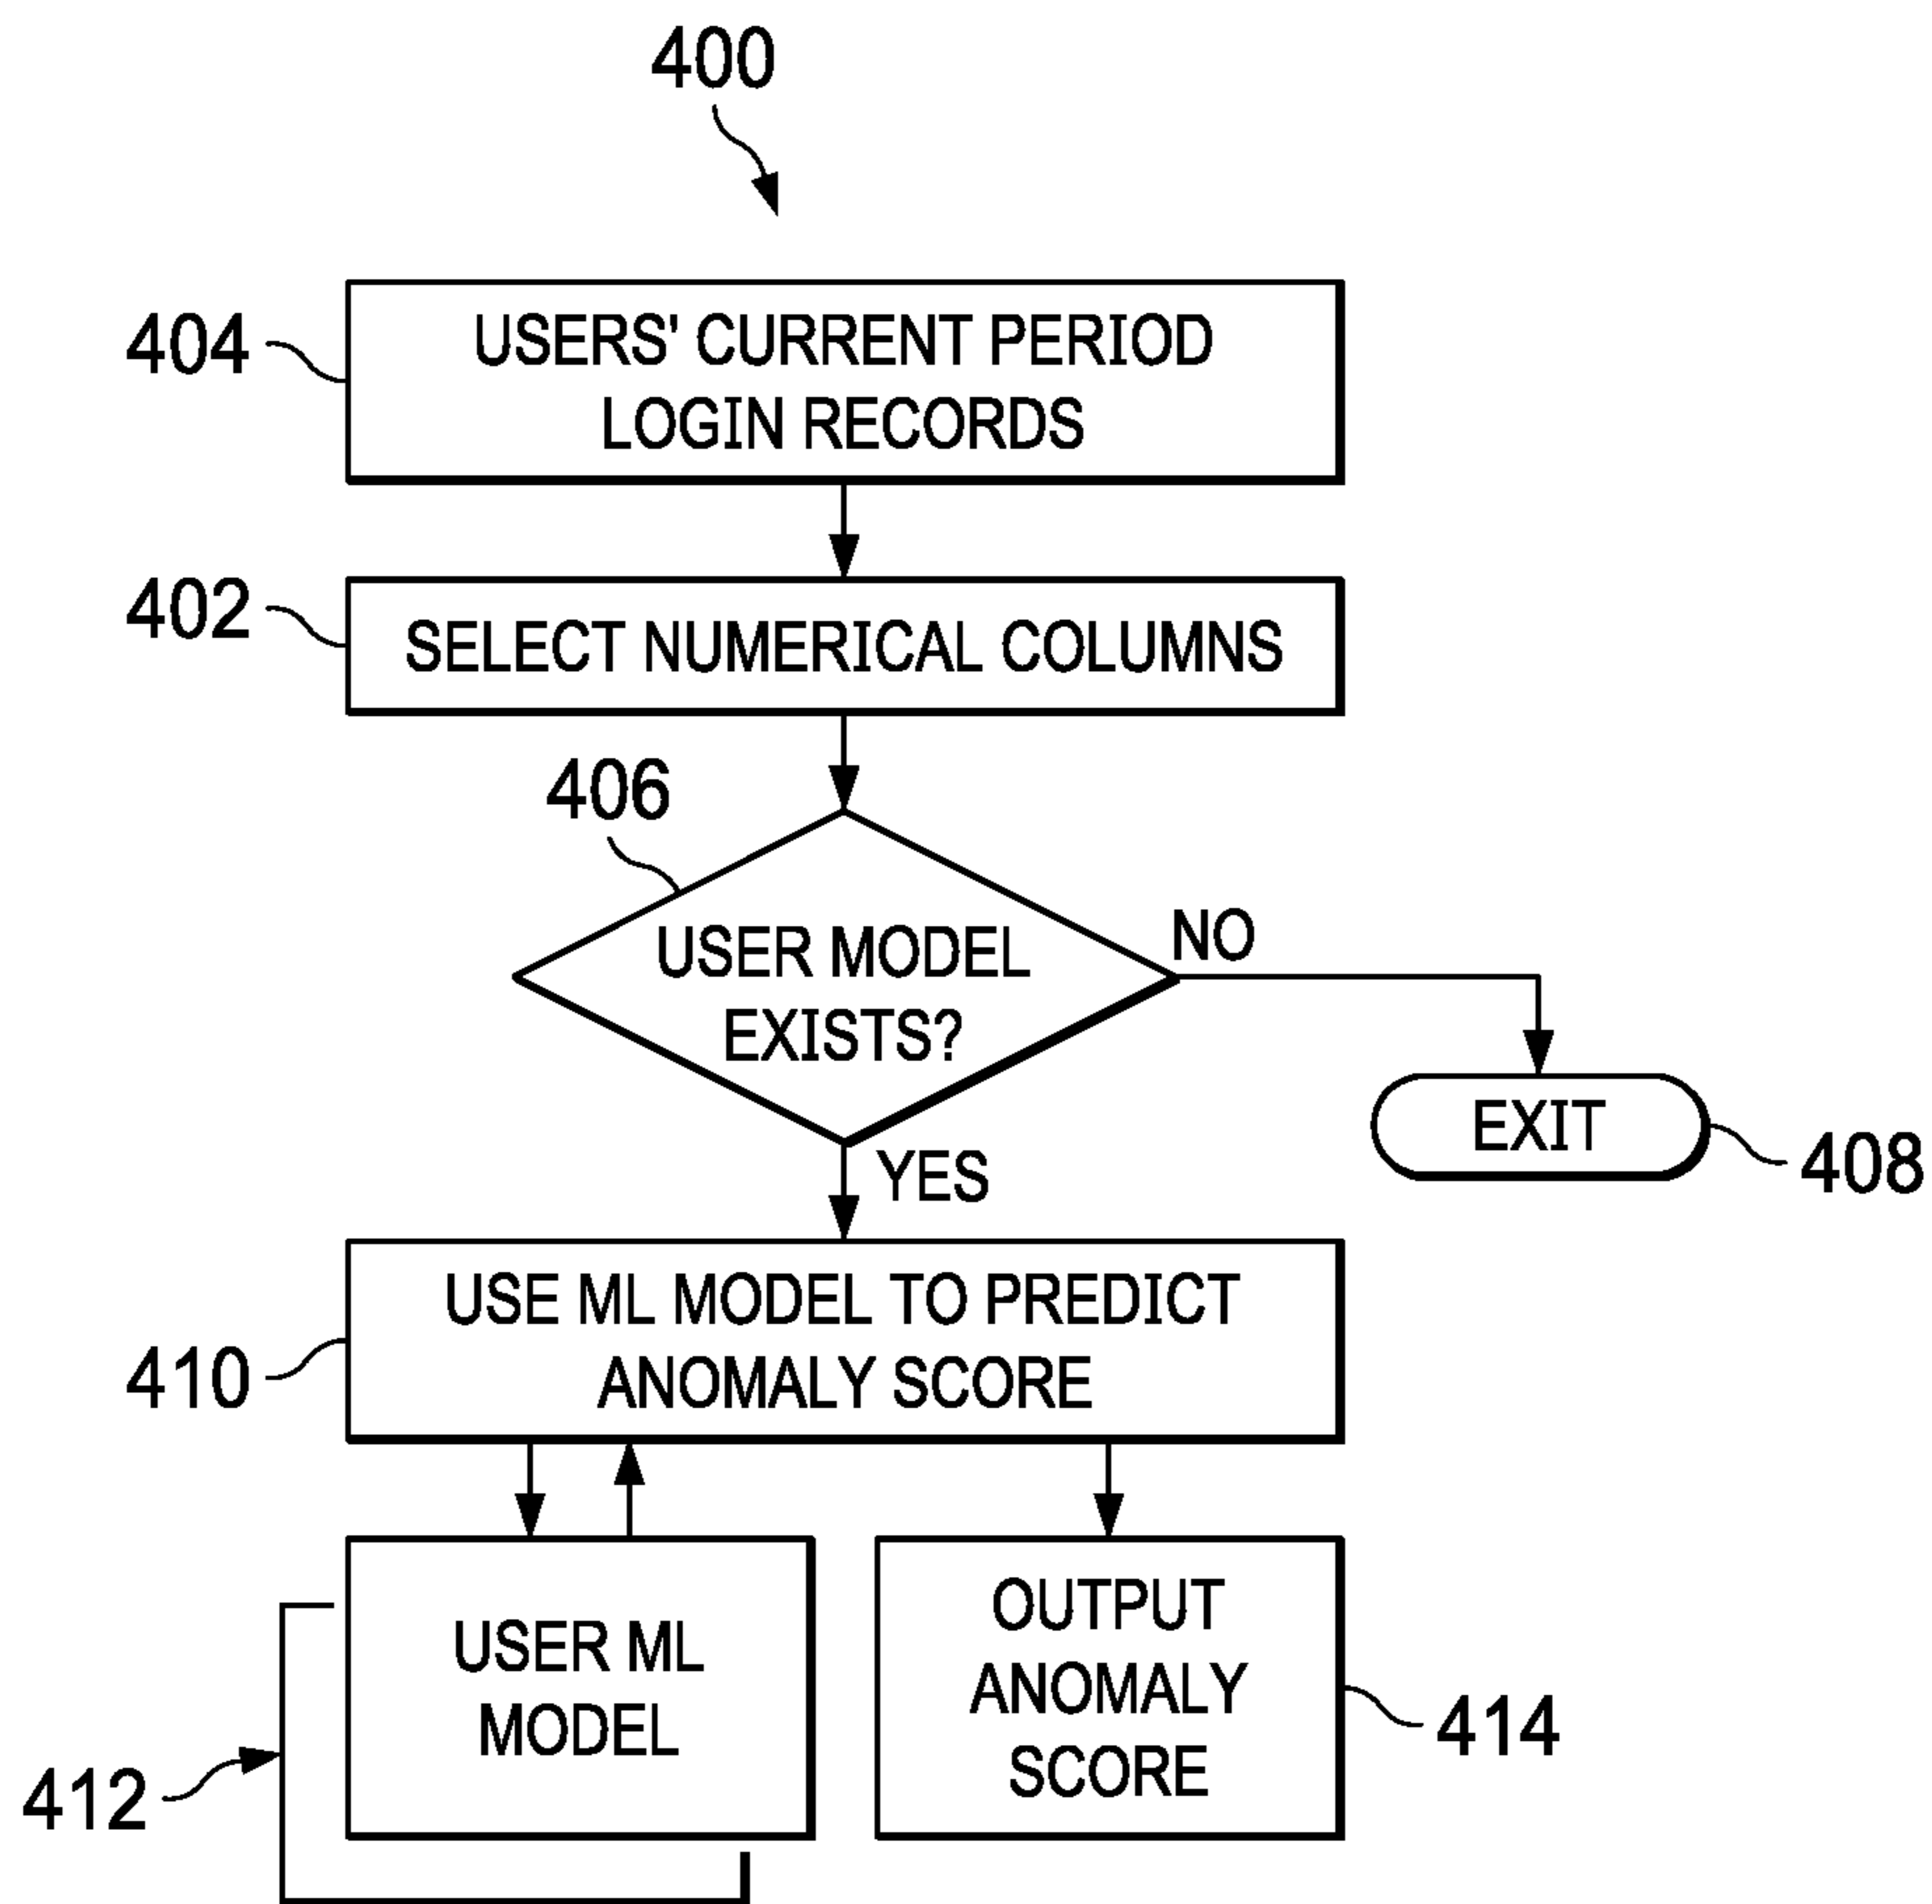 400
404
USERS' CURRENT PERIOD
LOGIN RECORDS
402
SELECT NUMERICAL COLUMNS
406
USER MODEL
EXISTS?
NO
EXIT
408
YES
410
USE ML MODEL TO PREDICT
ANOMALY SCORE
412
USER ML
MODEL
OUTPUT
ANOMALY
SCORE
414